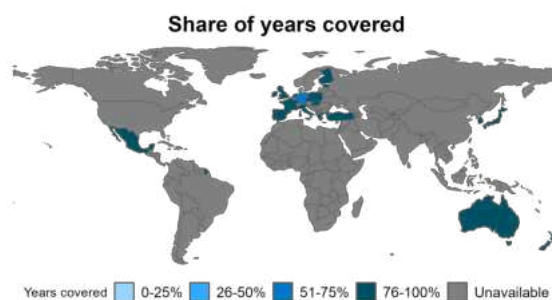 Share of years covered
Years covered 0-25% 26-50% 51-75% 76-100% Unavailable